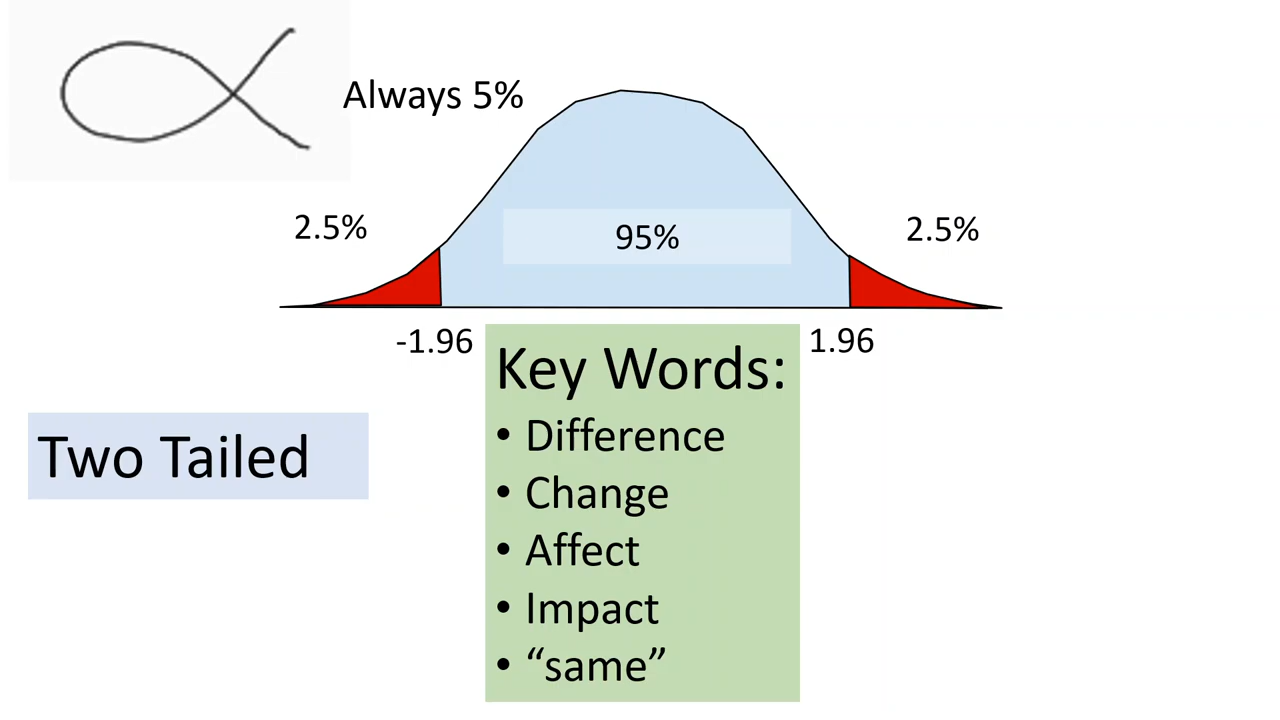 Always 5%
2.5%
95%
2.5%
-1.96
1.96
Key Words:
• Difference
• Change
• Affect
• Impact
• “same”
Two Tailed